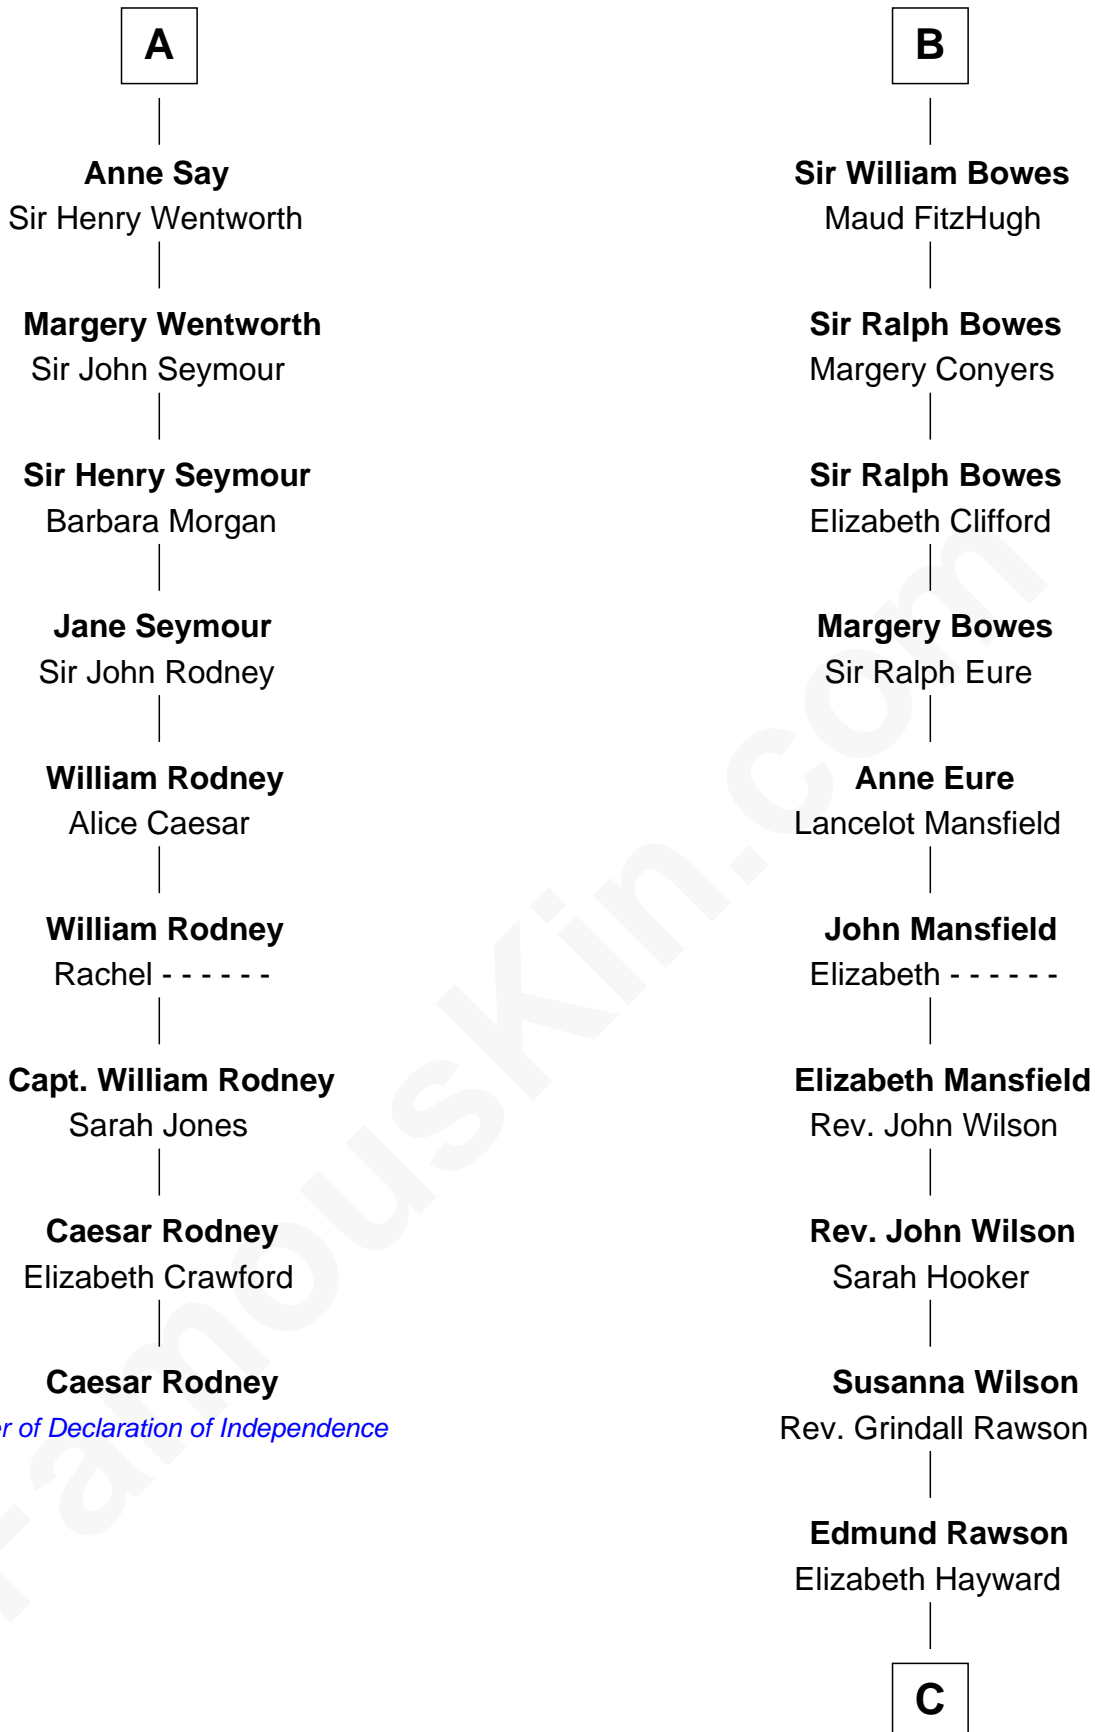 A
Anne Say
Sir Henry Wentworth
Margery Wentworth
Sir John Seymour
Sir Henry Seymour
Barbara Morgan
Jane Seymour
Sir John Rodney
William Rodney
Alice Caesar
William Rodney
Rachel - - - - - -
Capt. William Rodney
Sarah Jones
Caesar Rodney
Elizabeth Crawford
Caesar Rodney
er of Declaration of Independence
B
Sir William Bowes
Maud FitzHugh
Sir Ralph Bowes
Margery Conyers
Sir Ralph Bowes
Elizabeth Clifford
Margery Bowes
Sir Ralph Eure
Anne Eure
Lancelot Mansfield
John Mansfield
Elizabeth - - - - - -
Elizabeth Mansfield
Rev. John Wilson
Rev. John Wilson
Sarah Hooker
Susanna Wilson
Rev. Grindall Rawson
Edmund Rawson
Elizabeth Hayward
C
FamousKin.com